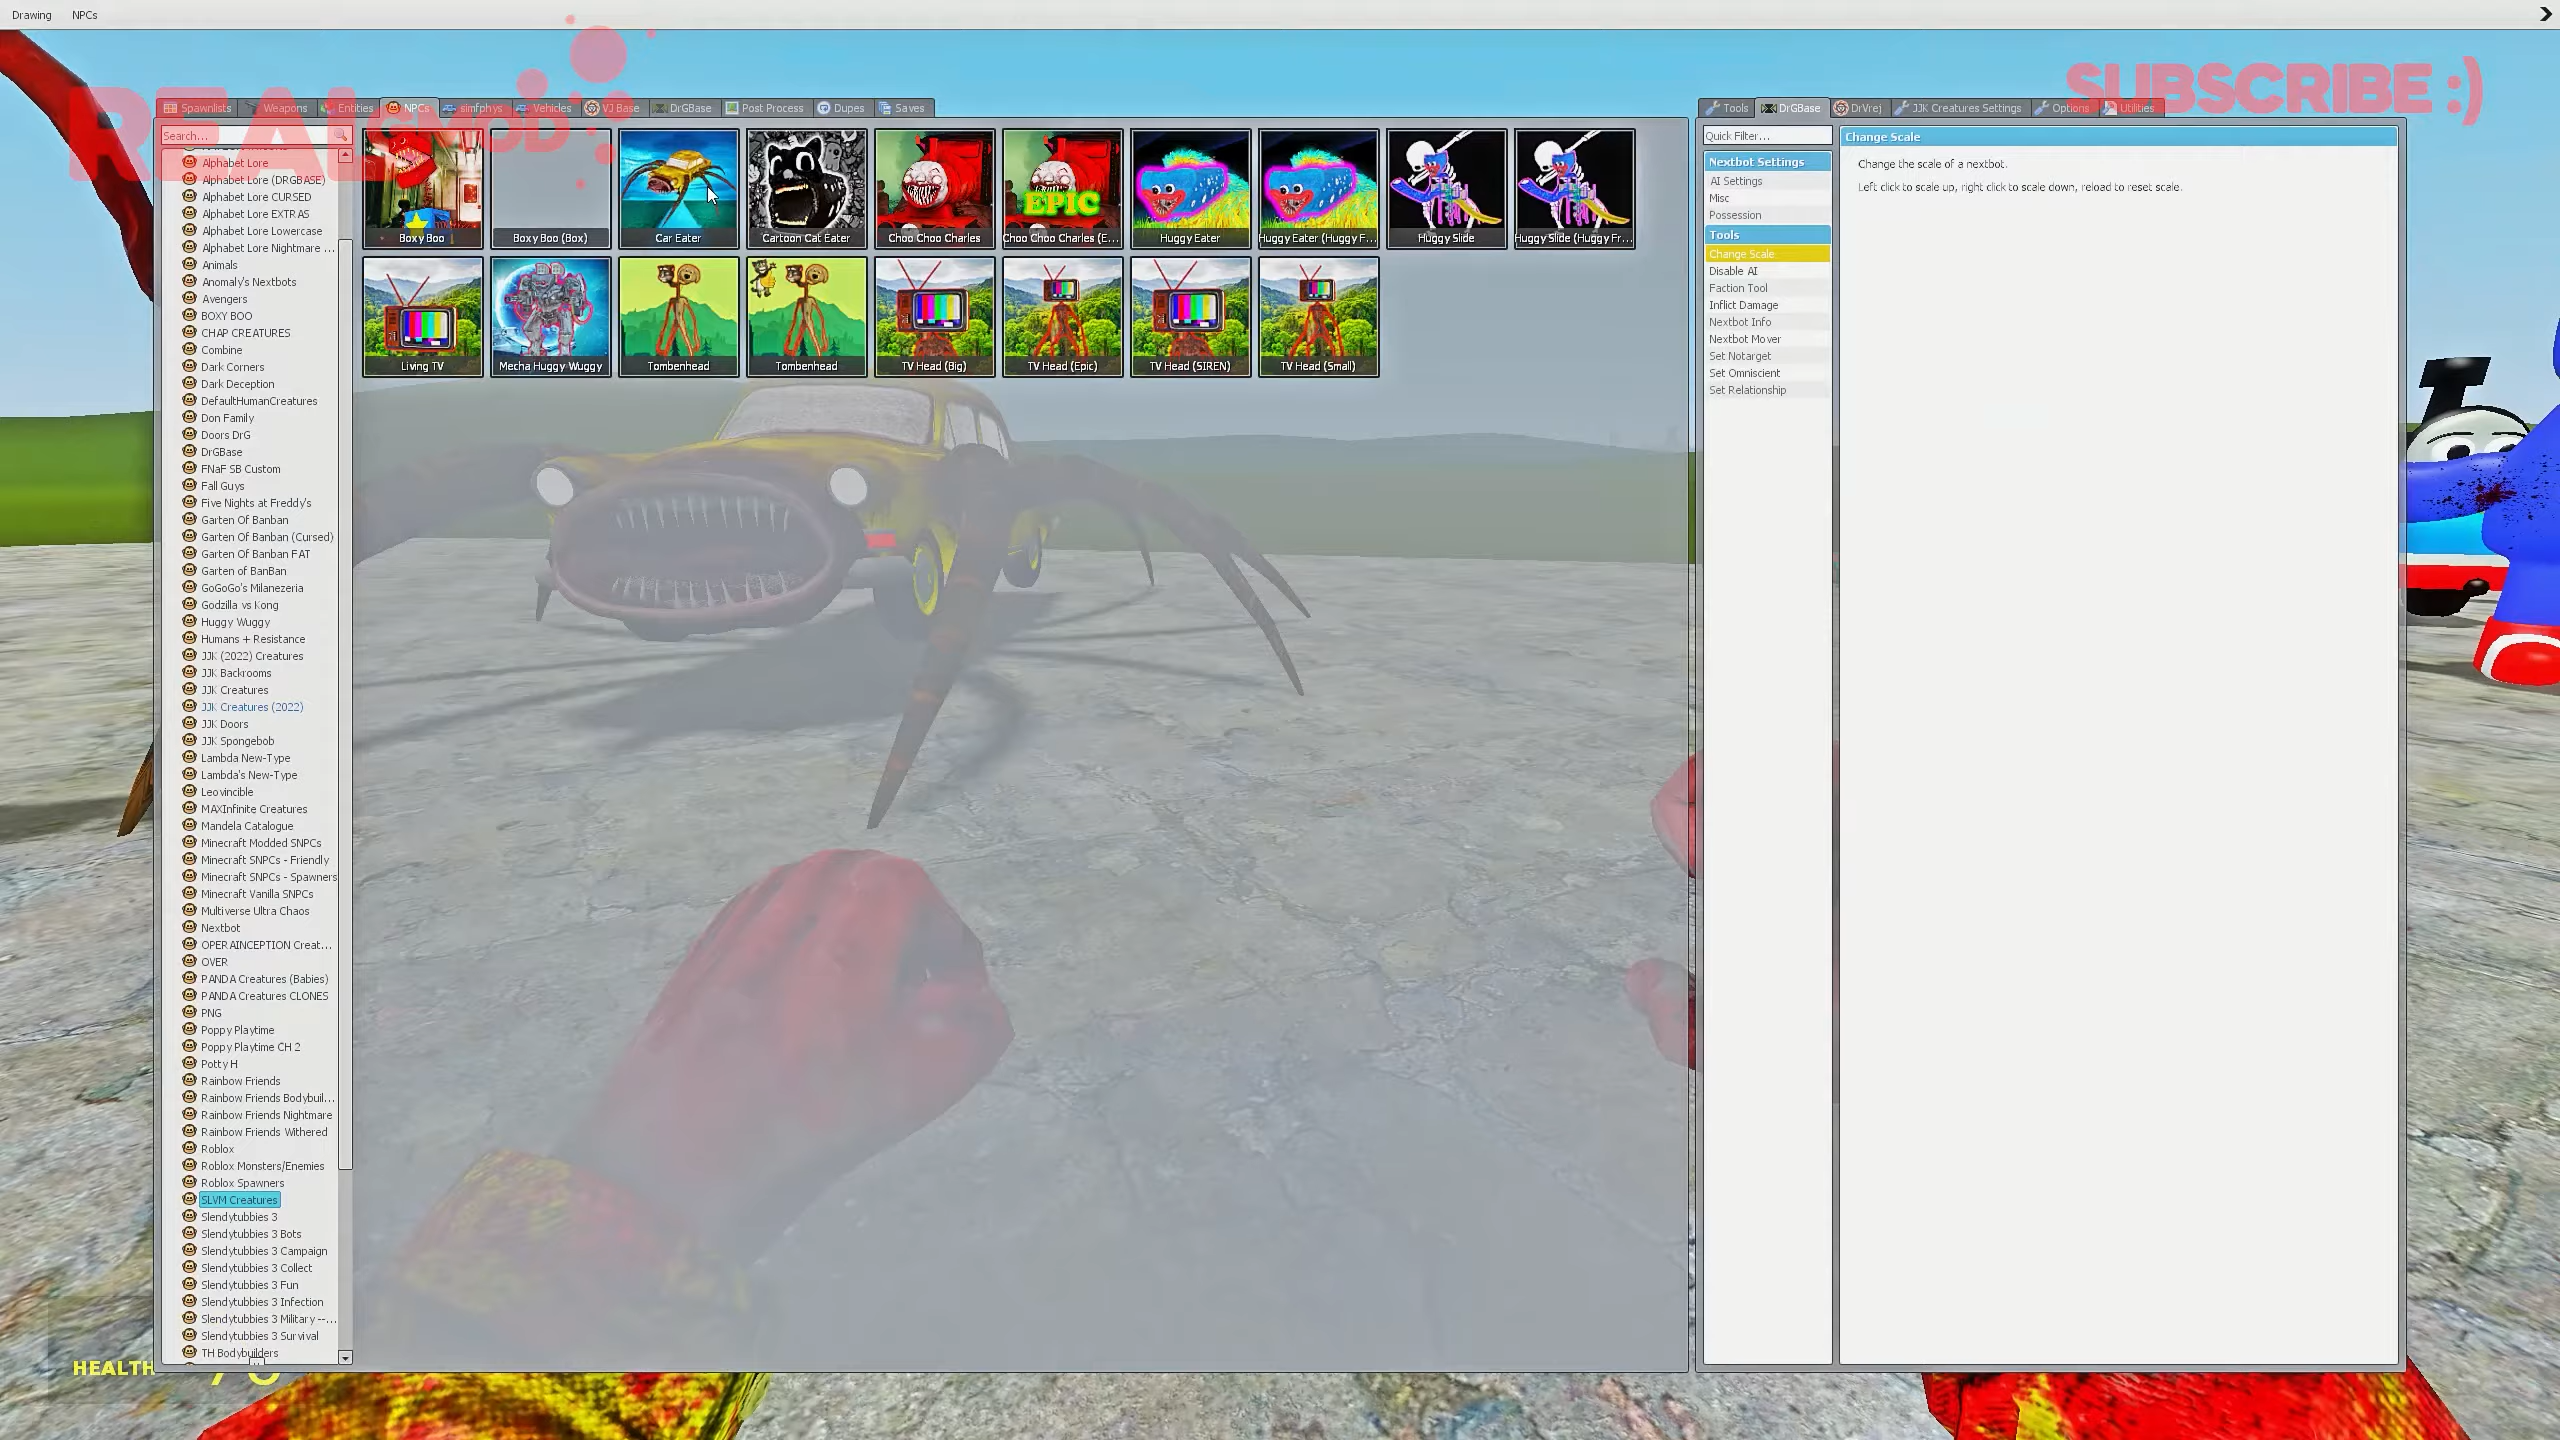 Drawing NPCs
REAL GMOD
SUBSCRIBE :)
Spawnlists Weapons Entities NPCs simfphys Vehicles VJ Base DrGBase Post Process Dupes Saves
Search...
Alphabet Lore
Alphabet Lore (DRGBASE)
Alphabet Lore CURSED
Alphabet Lore EXTRAS
Alphabet Lore Lowercase
Alphabet Lore Nightmare ...
Animals
Anomaly's Nextbots
Avengers
BOXY BOO
CHAP CREATURES
Combine
Dark Corners
Dark Deception
DefaultHumanCreatures
Don Family
Doors DrG
DrGBase
FNaF SB Custom
Fall Guys
Five Nights at Freddy's
Garten Of Banban
Garten Of Banban (Cursed)
Garten Of Banban FAT
Garten of BanBan
GoGoGo's Milanezeria
Godzilla vs Kong
Huggy Wuggy
Humans + Resistance
JJK (2022) Creatures
JJK Backrooms
JJK Creatures
JJK Creatures (2022)
JJK Doors
JJK Spongebob
Lambda New-Type
Lambda's New-Type
Leovincible
MAXInfinite Creatures
Mandela Catalogue
Minecraft Modded SNPCs
Minecraft SNPCs - Friendly
Minecraft SNPCs - Spawners
Minecraft Vanilla SNPCs
Multiverse Ultra Chaos
Nextbot
OPERAINCEPTION Creat...
OVER
PANDA Creatures (Babies)
PANDA Creatures CLONES
PNG
Poppy Playtime
Poppy Playtime CH 2
Potty H
Rainbow Friends
Rainbow Friends Bodybuil...
Rainbow Friends Nightmare
Rainbow Friends Withered
Roblox
Roblox Monsters/Enemies
Roblox Spawners
SLVM Creatures
Slendytubbies 3
Slendytubbies 3 Bots
Slendytubbies 3 Campaign
Slendytubbies 3 Collect
Slendytubbies 3 Fun
Slendytubbies 3 Infection
Slendytubbies 3 Military --...
Slendytubbies 3 Survival
TH Bodybuilders
EPIC
Boxy Boo Boxy Boo (Box) Car Eater Cartoon Cat Eater Choo Choo Charles Choo Choo Charles (E... Huggy Eater Huggy Eater (Huggy F... Huggy Slide Huggy Slide (Huggy Fr...
Living TV Mecha Huggy Wuggy Tombenhead Tombenhead TV Head (Big) TV Head (Epic) TV Head (SIREN) TV Head (Small)
Tools DrGBase DrVrej JJK Creatures Settings Options Utilities
Quick Filter...
Nextbot Settings
AI Settings
Misc
Possession
Tools
Change Scale
Disable AI
Faction Tool
Inflict Damage
Nextbot Info
Nextbot Mover
Set Notarget
Set Omniscient
Set Relationship
Change Scale
Change the scale of a nextbot.
Left click to scale up, right click to scale down, reload to reset scale.
HEALTH